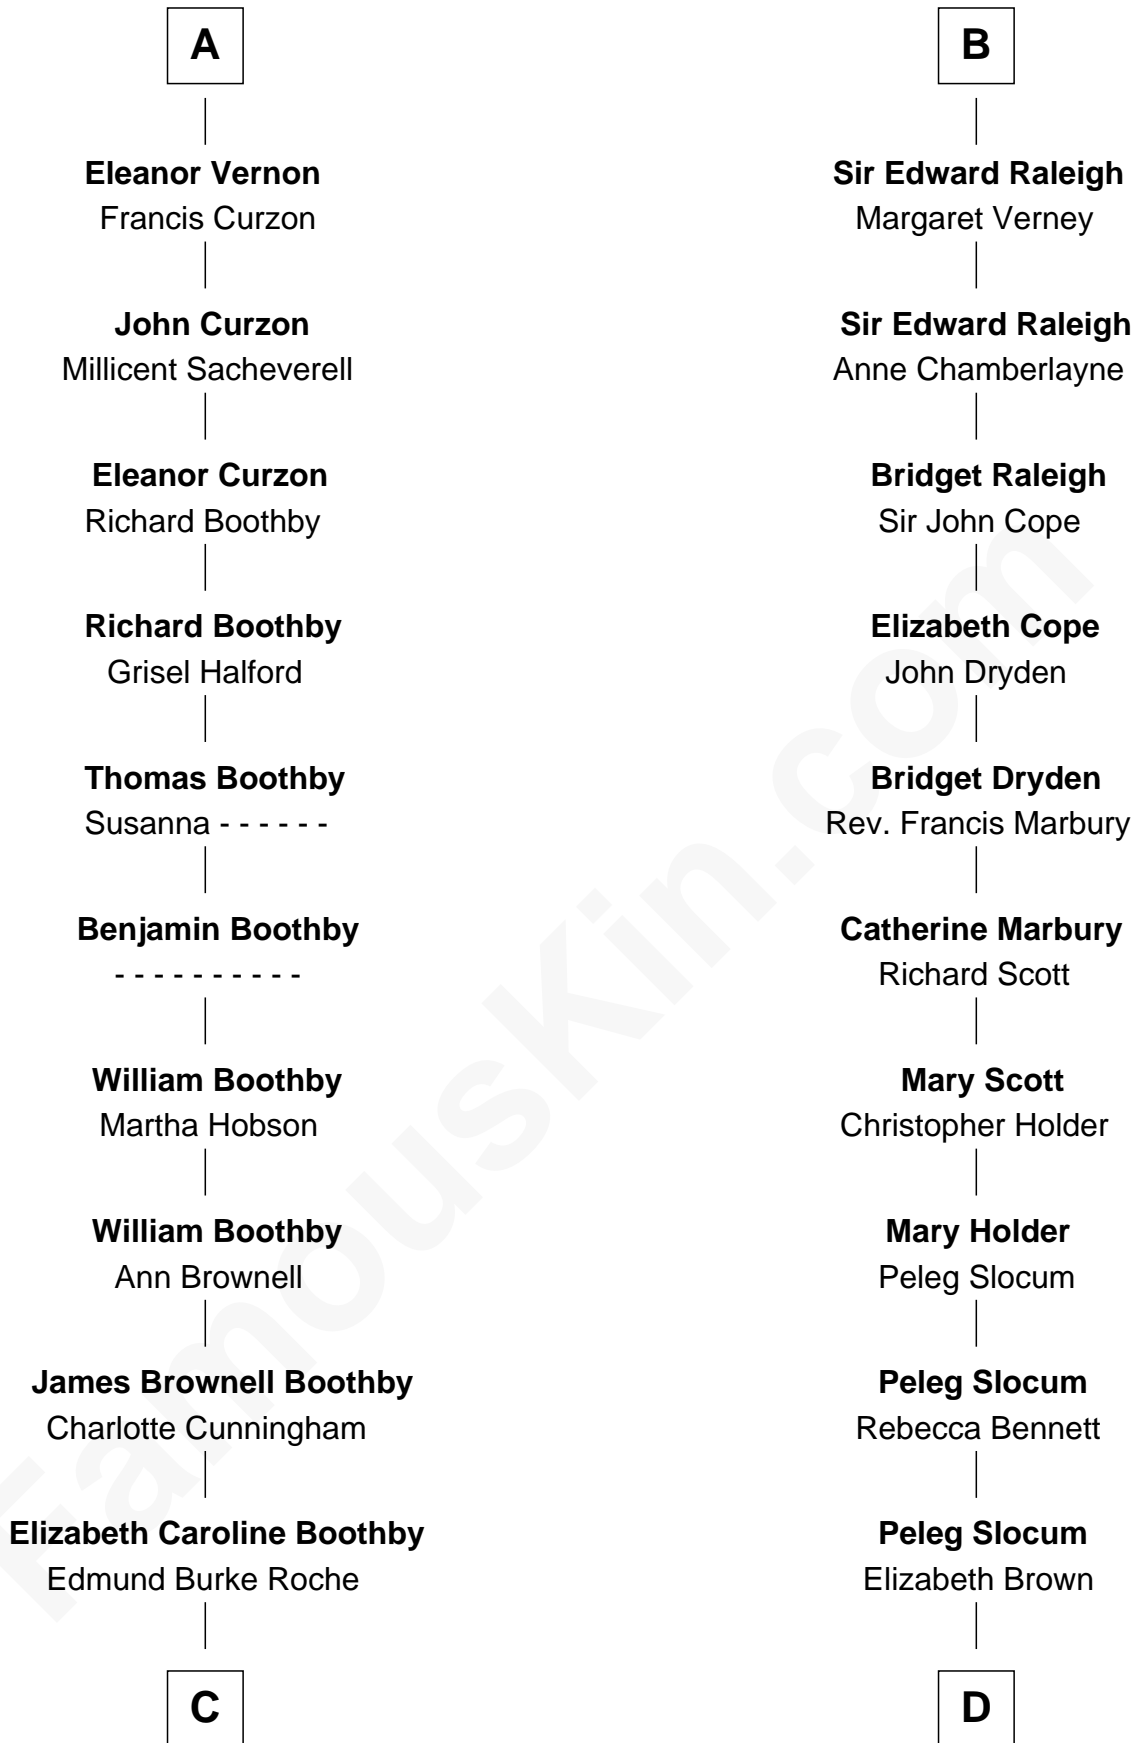 A
Eleanor Vernon
Francis Curzon
John Curzon
Millicent Sacheverell
Eleanor Curzon
Richard Boothby
Richard Boothby
Grisel Halford
Thomas Boothby
Susanna - - - - - -
Benjamin Boothby
- - - - - - - - - -
William Boothby
Martha Hobson
William Boothby
Ann Brownell
James Brownell Boothby
Charlotte Cunningham
Elizabeth Caroline Boothby
Edmund Burke Roche
C
B
Sir Edward Raleigh
Margaret Verney
Sir Edward Raleigh
Anne Chamberlayne
Bridget Raleigh
Sir John Cope
Elizabeth Cope
John Dryden
Bridget Dryden
Rev. Francis Marbury
Catherine Marbury
Richard Scott
Mary Scott
Christopher Holder
Mary Holder
Peleg Slocum
Peleg Slocum
Rebecca Bennett
Peleg Slocum
Elizabeth Brown
D
FamousKin.com